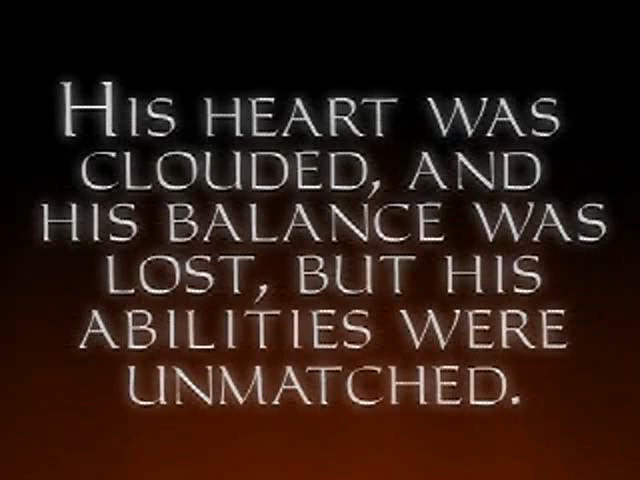 HIS HEART WAS
CLOUDED, AND
HIS BALANCE WAS
LOST, BUT HIS
ABILITIES WERE
UNMATCHED.